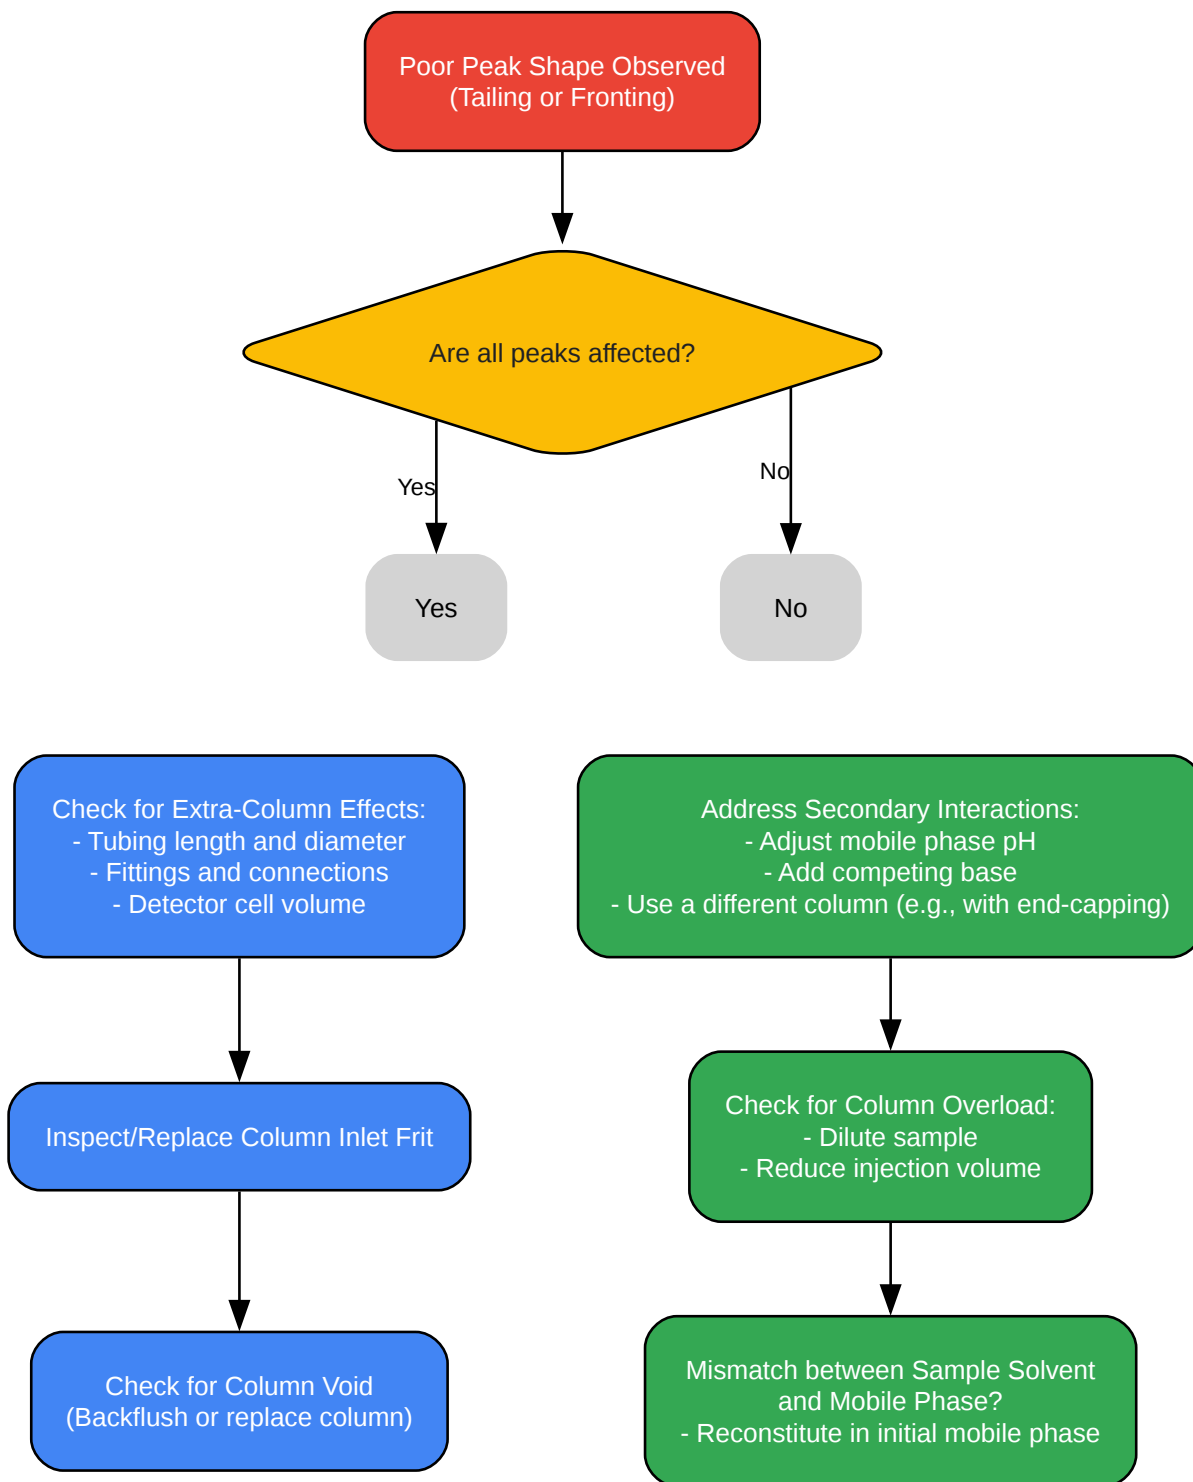 Poor Peak Shape Observed
(Tailing or Fronting)
Are all peaks affected?
Yes
No
Yes
No
Check for Extra-Column Effects:
- Tubing length and diameter
- Fittings and connections
- Detector cell volume
Address Secondary Interactions:
- Adjust mobile phase pH
- Add competing base
- Use a different column (e.g., with end-capping)
Inspect/Replace Column Inlet Frit
Check for Column Overload:
- Dilute sample
- Reduce injection volume
Check for Column Void
(Backflush or replace column)
Mismatch between Sample Solvent
and Mobile Phase?
- Reconstitute in initial mobile phase